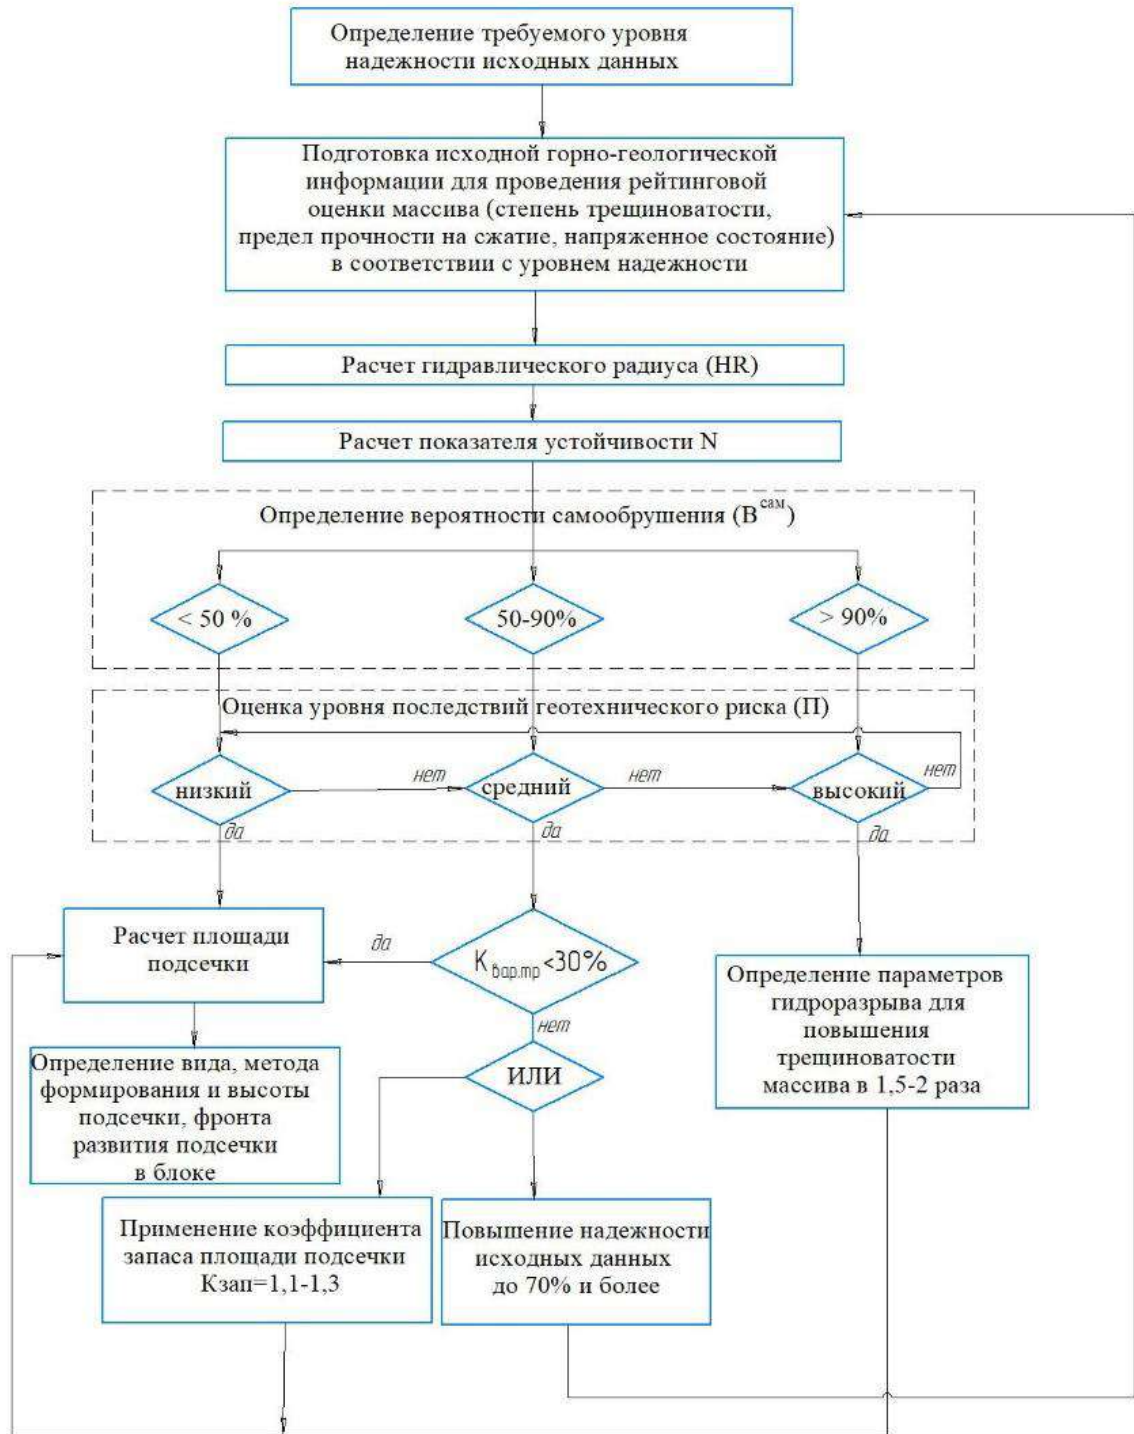 Определение требуемого уровня
надежности исходных данных
Подготовка исходной горно-геологической
информации для проведения рейтинговой
оценки массива (степень трещиноватости,
предел прочности на сжатие, напряженное состояние)
в соответствии с уровнем надежности
Расчет гидравлического радиуса (HR)
Расчет показателя устойчивости N
Определение вероятности самообрушения (В^сам)
< 50 %
50-90%
> 90%
Оценка уровня последствий геотехнического риска (П)
низкий
нет
средний
нет
высокий
нет
да
да
да
Расчет площади
подсечки
да
Kвар.тр<30%
нет
Определение параметров
гидроразрыва для
повышения
трещиноватости
массива в 1,5-2 раза
Определение вида, метода
формирования и высоты
подсечки, фронта
развития подсечки
в блоке
ИЛИ
Применение коэффициента
запаса площади подсечки
Кзап=1,1-1,3
Повышение надежности
исходных данных
до 70% и более